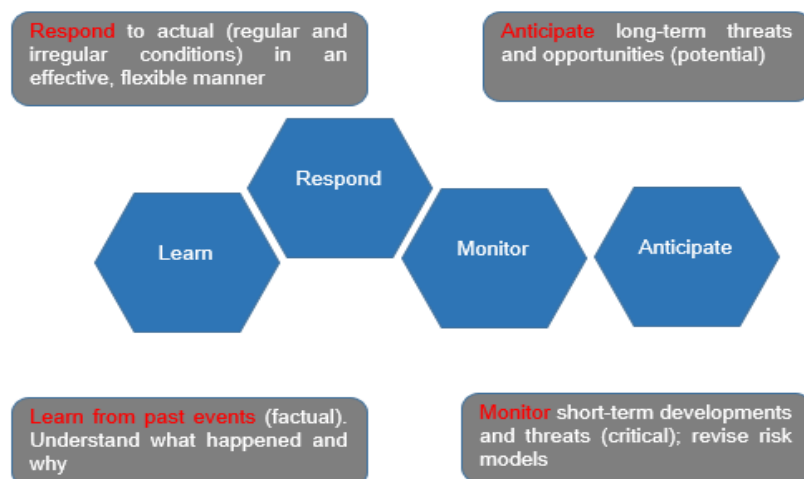 Respond to actual (regular and
irregular conditions) in an
effective, flexible manner
Anticipate long-term threats
and opportunities (potential)
Respond
Learn
Monitor
Anticipate
Learn from past events (factual).
Understand what happened and
why
Monitor short-term developments
and threats (critical); revise risk
models